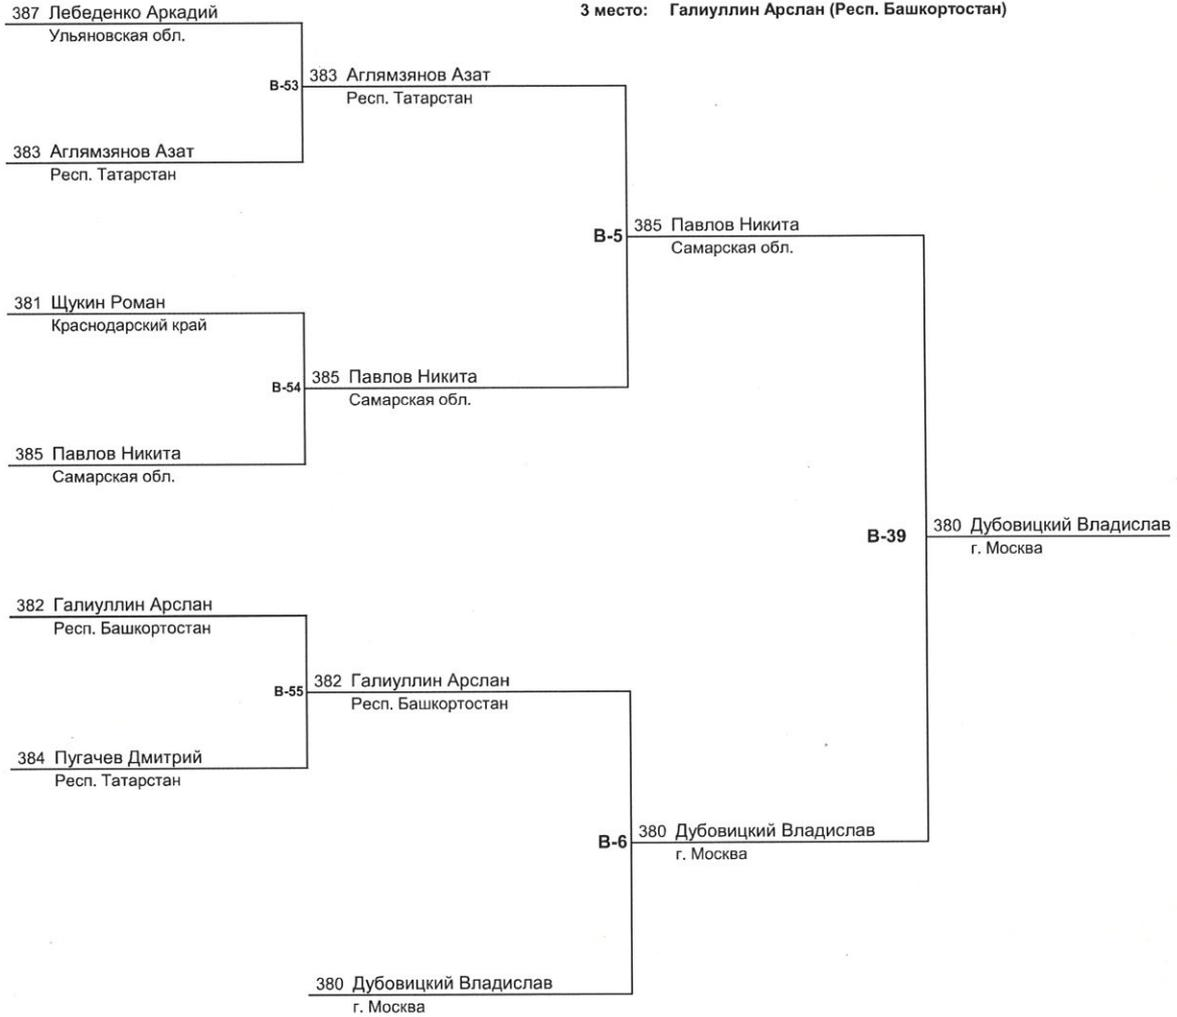 387 Лебеденко Аркадий
Ульяновская обл.
3 место: Галиуллин Арслан (Респ. Башкортостан)
В-53
383 Аглямзянов Азат
Респ. Татарстан
383 Аглямзянов Азат
Респ. Татарстан
В-5
385 Павлов Никита
Самарская обл.
381 Щукин Роман
Краснодарский край
В-54
385 Павлов Никита
Самарская обл.
385 Павлов Никита
Самарская обл.
В-39
380 Дубовицкий Владислав
г. Москва
382 Галиуллин Арслан
Респ. Башкортостан
В-55
382 Галиуллин Арслан
Респ. Башкортостан
384 Пугачев Дмитрий
Респ. Татарстан
В-6
380 Дубовицкий Владислав
г. Москва
380 Дубовицкий Владислав
г. Москва